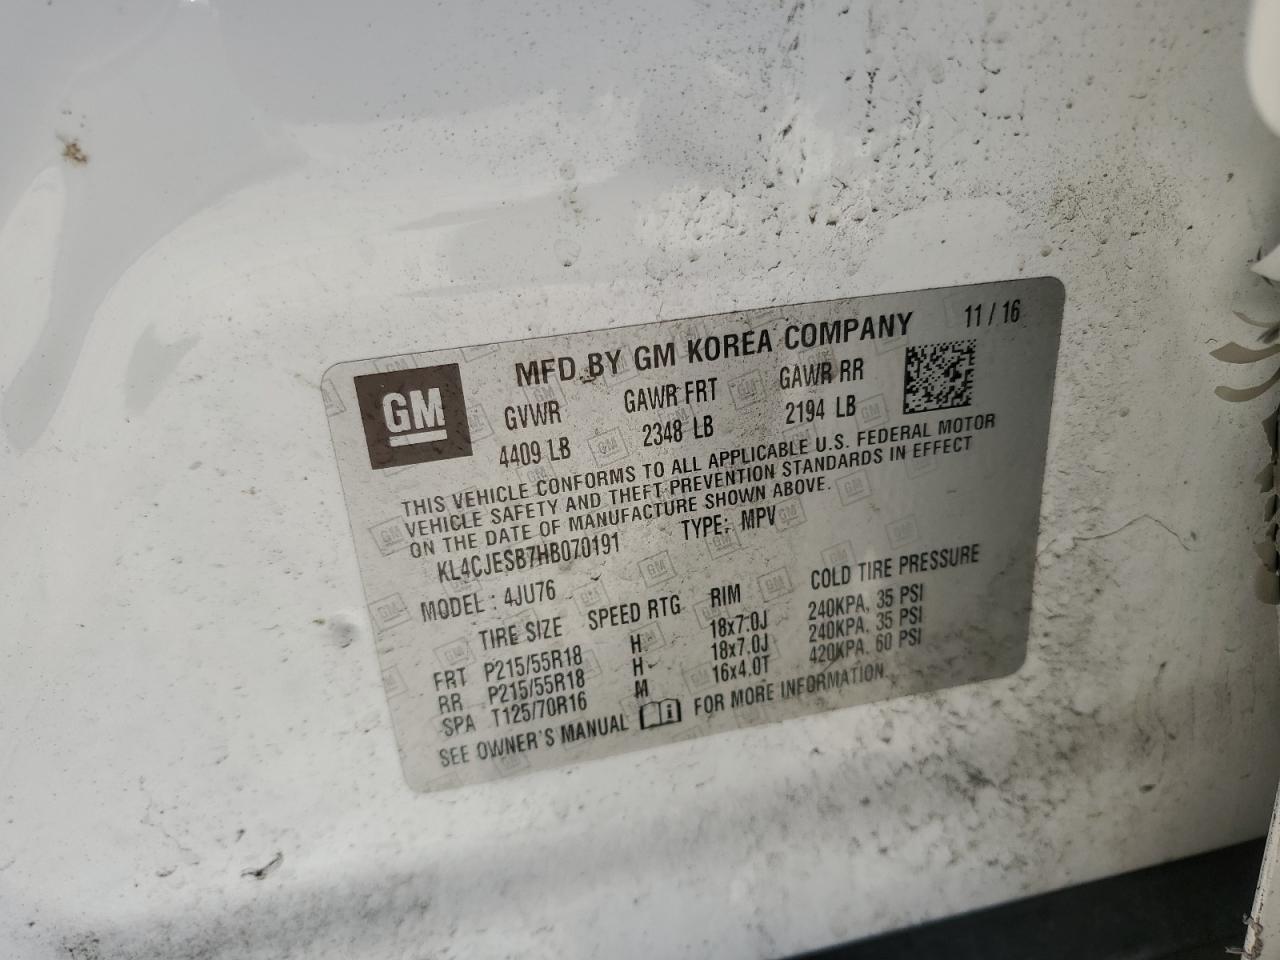 GM
MFD. BY GM KOREA COMPANY 11 / 16
GVWR GAWR FRT GAWR RR
4409 LB 2348 LB 2194 LB
THIS VEHICLE CONFORMS TO ALL APPLICABLE U.S. FEDERAL MOTOR
VEHICLE SAFETY AND THEFT PREVENTION STANDARDS IN EFFECT
ON THE DATE OF MANUFACTURE SHOWN ABOVE.
KL4CJESB7HB070191 TYPE: MPV
MODEL : 4JU76
TIRE SIZE SPEED RTG RIM COLD TIRE PRESSURE
FRT P215/55R18 H 18x7.0J 240KPA, 35 PSI
RR P215/55R18 H 18x7.0J 240KPA, 35 PSI
SPA T125/70R16 M 16x4.0T 420KPA, 60 PSI
SEE OWNER'S MANUAL FOR MORE INFORMATION.